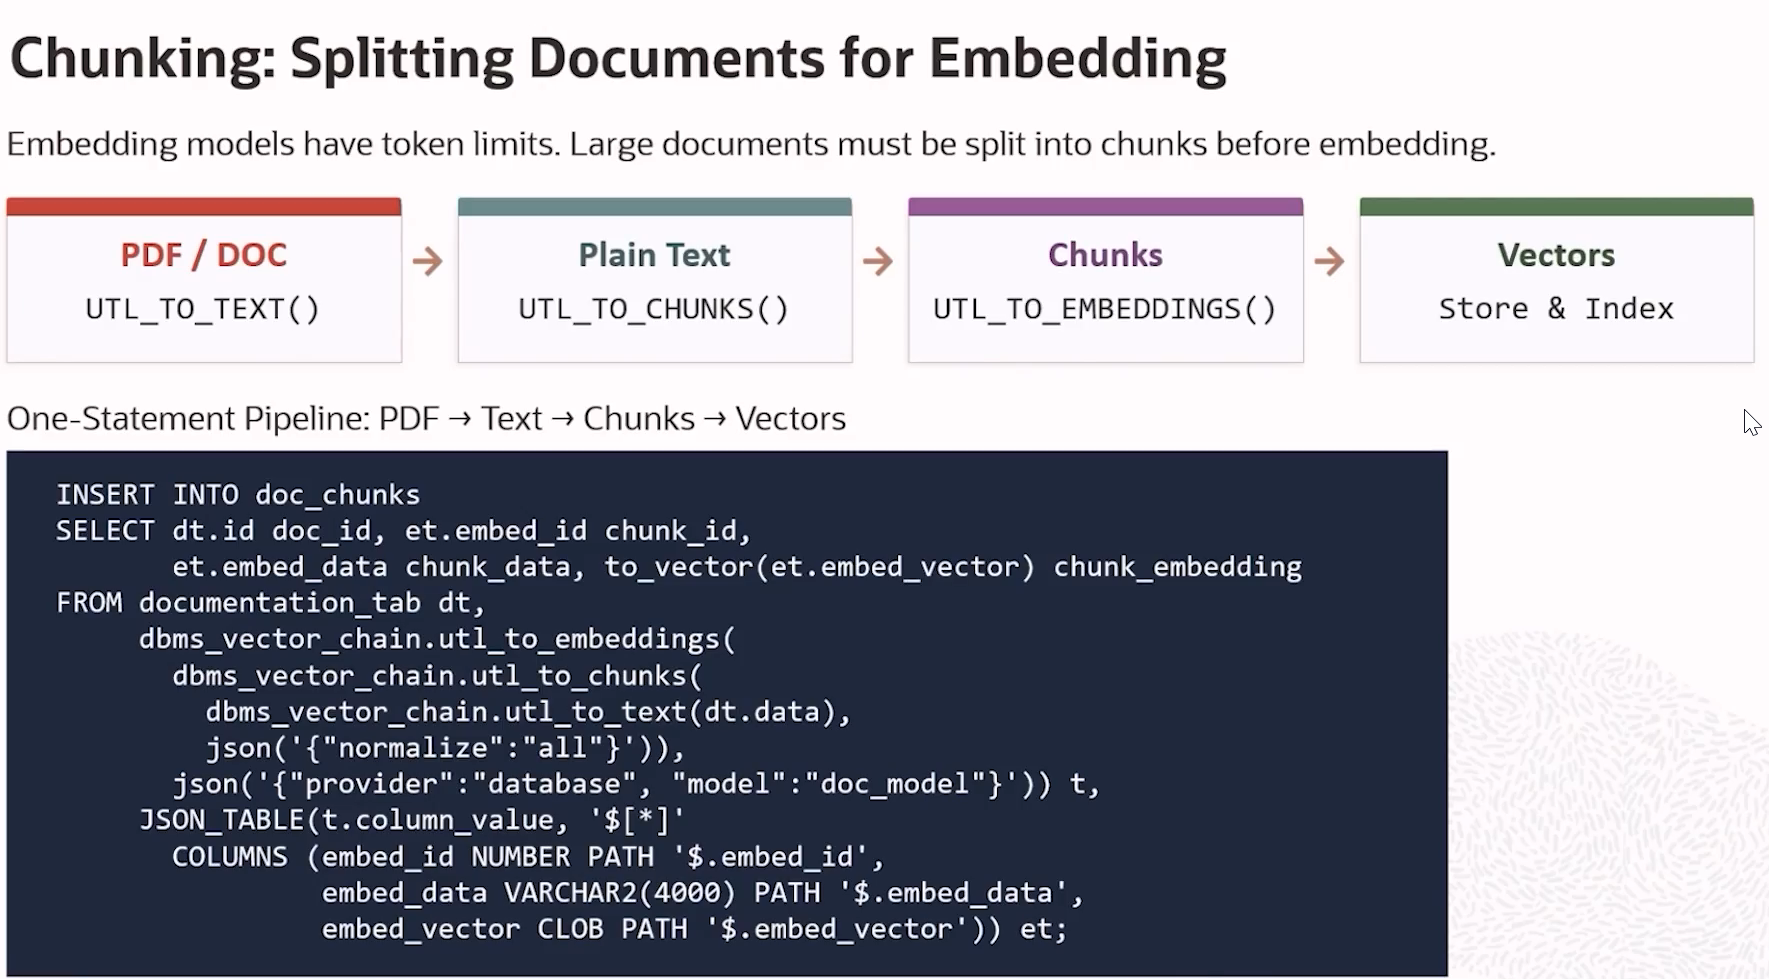 Chunking: Splitting Documents for Embedding
Embedding models have token limits. Large documents must be split into chunks before embedding.
PDF / DOC
UTL_TO_TEXT()
→
Plain Text
UTL_TO_CHUNKS()
→
Chunks
UTL_TO_EMBEDDINGS()
→
Vectors
Store & Index
One-Statement Pipeline: PDF → Text → Chunks → Vectors
INSERT INTO doc_chunks
SELECT dt.id doc_id, et.embed_id chunk_id,
       et.embed_data chunk_data, to_vector(et.embed_vector) chunk_embedding
FROM documentation_tab dt,
     dbms_vector_chain.utl_to_embeddings(
       dbms_vector_chain.utl_to_chunks(
         dbms_vector_chain.utl_to_text(dt.data),
         json('{"normalize":"all"}')),
       json('{"provider":"database", "model":"doc_model"}')) t,
     JSON_TABLE(t.column_value, '$[*]'
       COLUMNS (embed_id NUMBER PATH '$.embed_id',
                embed_data VARCHAR2(4000) PATH '$.embed_data',
                embed_vector CLOB PATH '$.embed_vector')) et;